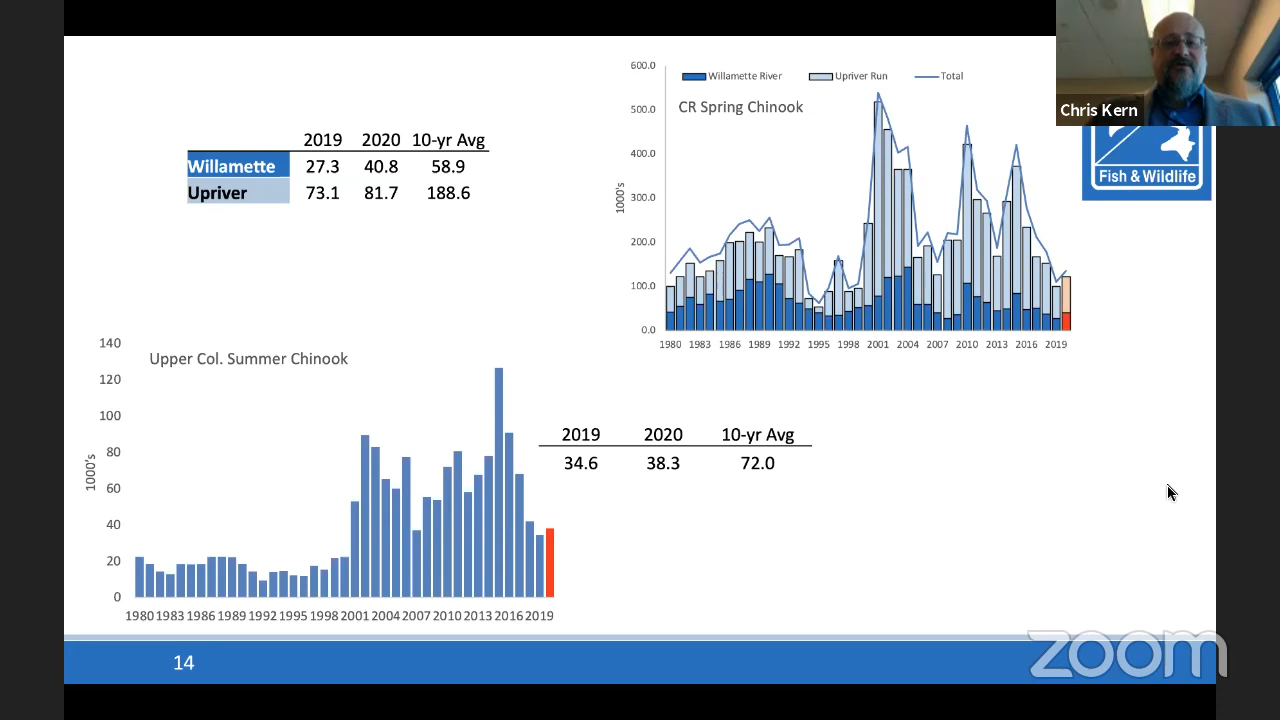 Chris Kern
Fish & Wildlife
2019 2020 10-yr Avg
Willamette 27.3 40.8 58.9
Upriver 73.1 81.7 188.6
Willamette River Upriver Run Total
CR Spring Chinook
1000's
600.0
500.0
400.0
300.0
200.0
100.0
0.0
1980 1983 1986 1989 1992 1995 1998 2001 2004 2007 2010 2013 2016 2019
Upper Col. Summer Chinook
1000's
140
120
100
80
60
40
20
0
1980 1983 1986 1989 1992 1995 1998 2001 2004 2007 2010 2013 2016 2019
2019 2020 10-yr Avg
34.6 38.3 72.0
14
zoom